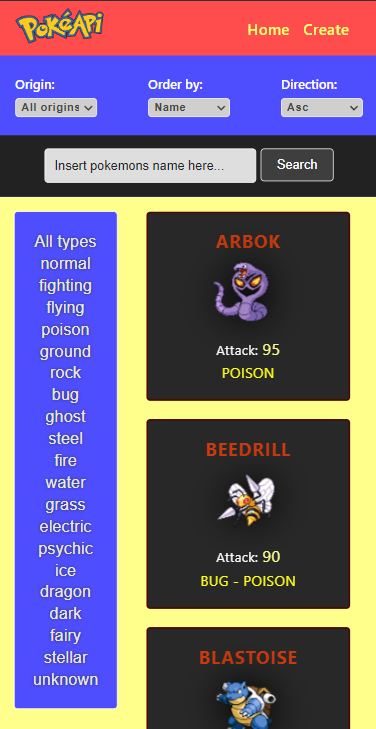 PokéApi
Home Create
Origin: Order by: Direction:
All origins Name Asc
Insert pokemons name here... Search
All types
normal
fighting
flying
poison
ground
rock
bug
ghost
steel
fire
water
grass
electric
psychic
ice
dragon
dark
fairy
stellar
unknown
ARBOK
Attack: 95
POISON
BEEDRILL
Attack: 90
BUG - POISON
BLASTOISE